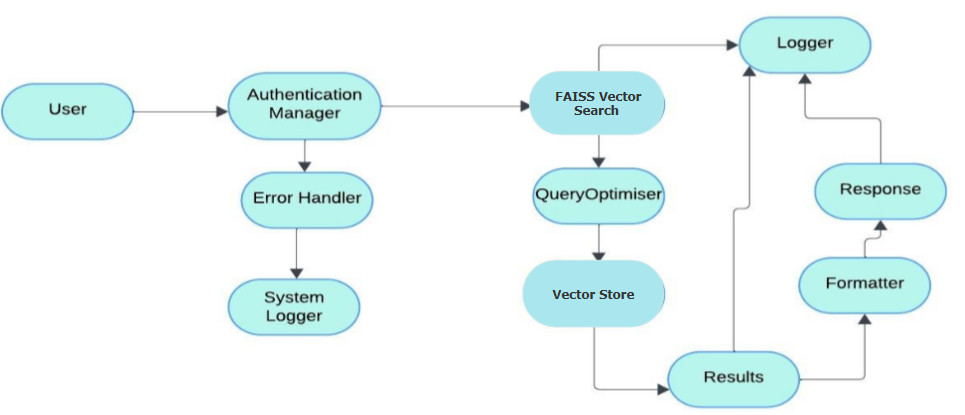 User
Authentication
Manager
Error Handler
System
Logger
FAISS Vector
Search
QueryOptimiser
Vector Store
Results
Formatter
Response
Logger